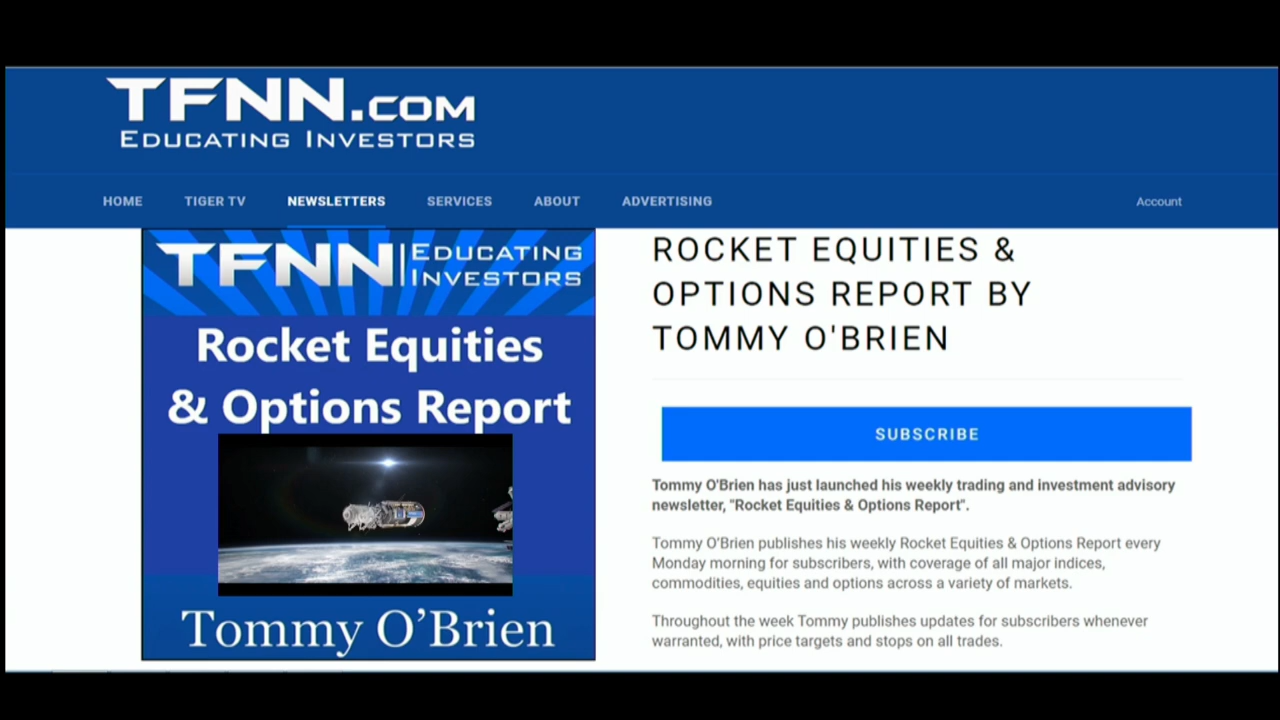 TFNN.COM
EDUCATING INVESTORS
HOME TIGER TV NEWSLETTERS SERVICES ABOUT ADVERTISING Account
TFNN | EDUCATING
INVESTORS
Rocket Equities
& Options Report
Tommy O’Brien
ROCKET EQUITIES &
OPTIONS REPORT BY
TOMMY O'BRIEN
SUBSCRIBE
Tommy O'Brien has just launched his weekly trading and investment advisory
newsletter, "Rocket Equities & Options Report".
Tommy O'Brien publishes his weekly Rocket Equities & Options Report every
Monday morning for subscribers, with coverage of all major indices,
commodities, equities and options across a variety of markets.
Throughout the week Tommy publishes updates for subscribers whenever
warranted, with price targets and stops on all trades.